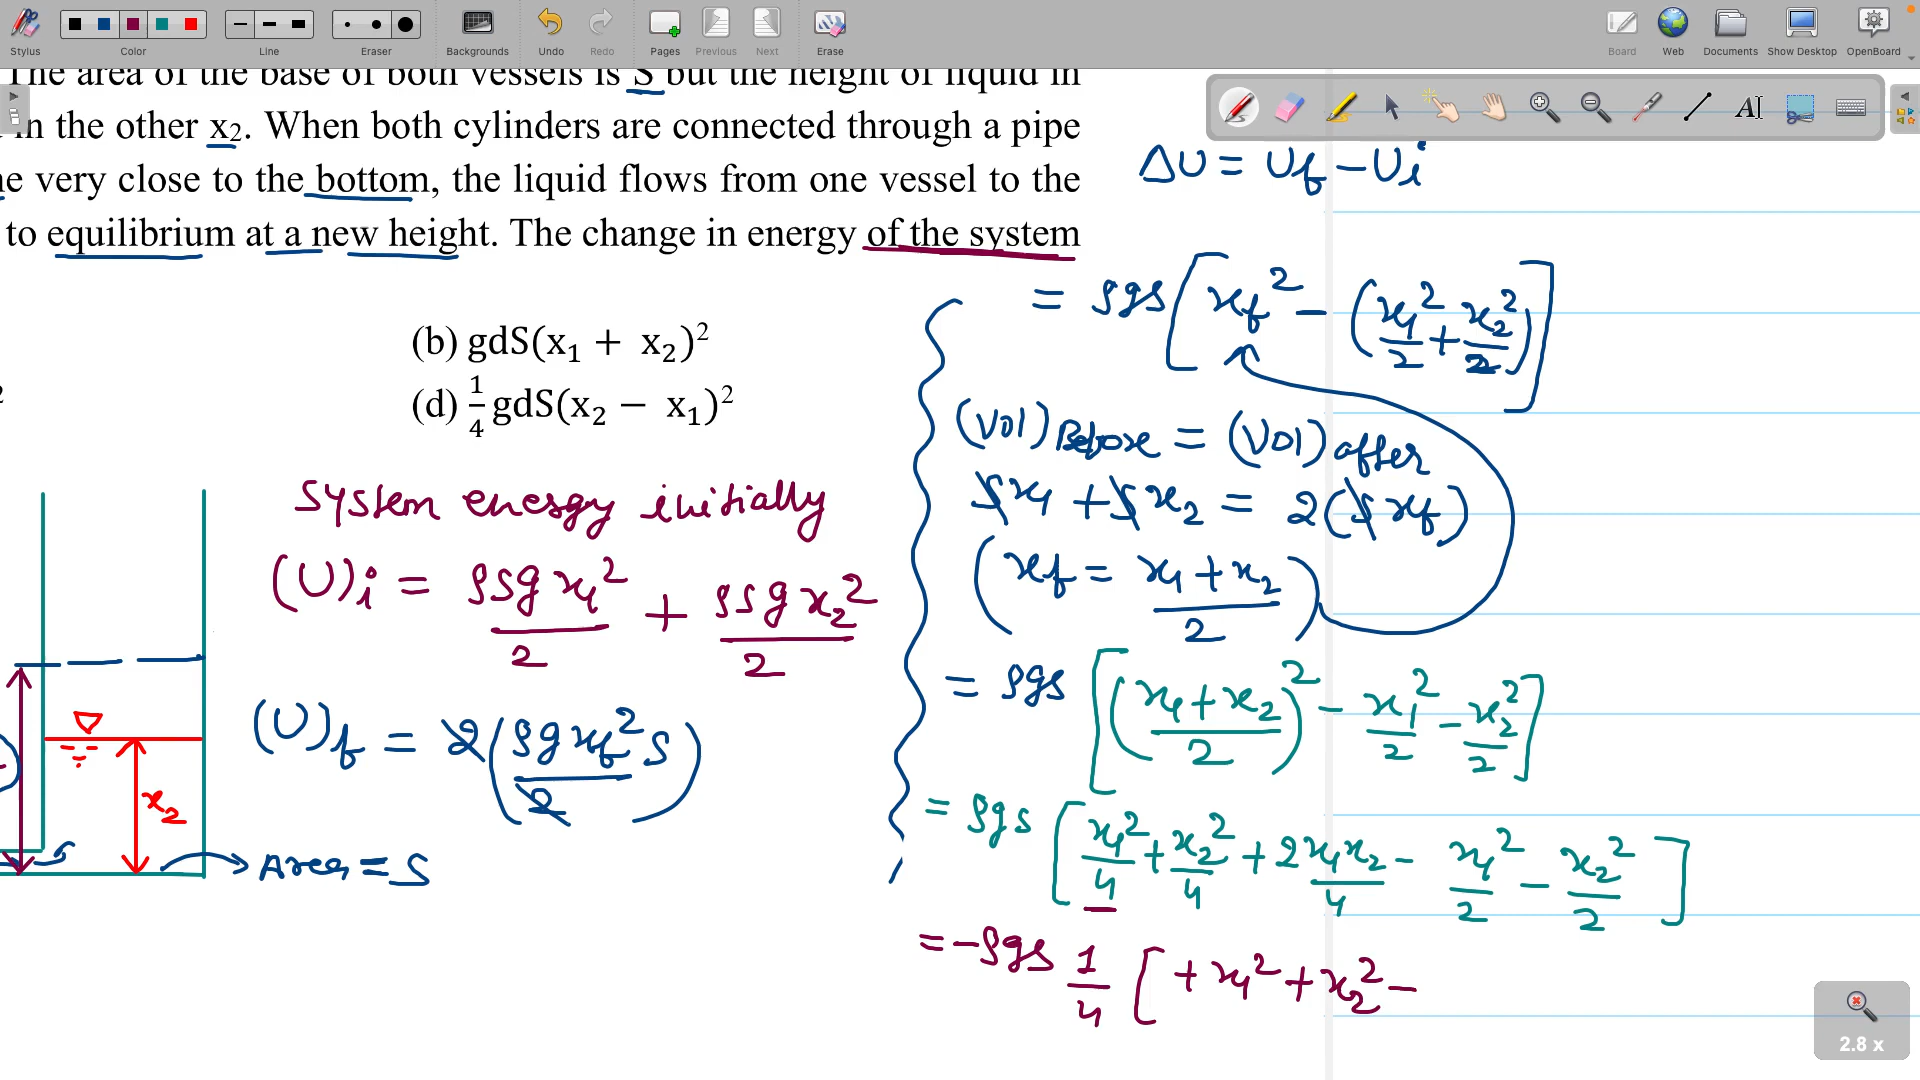 Stylus Color Line Eraser Backgrounds Undo Redo Pages Previous Next Erase Board Web Documents Show Desktop OpenBoard
The area of the base of both vessels is S but the height of liquid in
in the other x₂. When both cylinders are connected through a pipe
very close to the bottom, the liquid flows from one vessel to the
to equilibrium at a new height. The change in energy of the system
(b) gdS(x₁ + x₂)²
(d) 1/4 gdS(x₂ − x₁)²
System energy initially
(U)i = ρsgx₁²/2 + ρsgx₂²/2
(U)f = 2(ρgxf²/2 S)
x₂
Area = S
ΔU = Uf − Ui
= ρgs[xf² − (x₁²/2 + x₂²/2)]
(Vol)Before = (Vol)after
Sx₁ + Sx₂ = 2(Sxf)
(xf = x₁ + x₂/2)
= ρgs[(x₁ + x₂/2)² − x₁²/2 − x₂²/2]
= ρgs[x₁²/4 + x₂²/4 + 2x₁x₂/4 − x₁²/2 − x₂²/2]
= −ρgs 1/4 [+x₁² + x₂² −
2.8 x